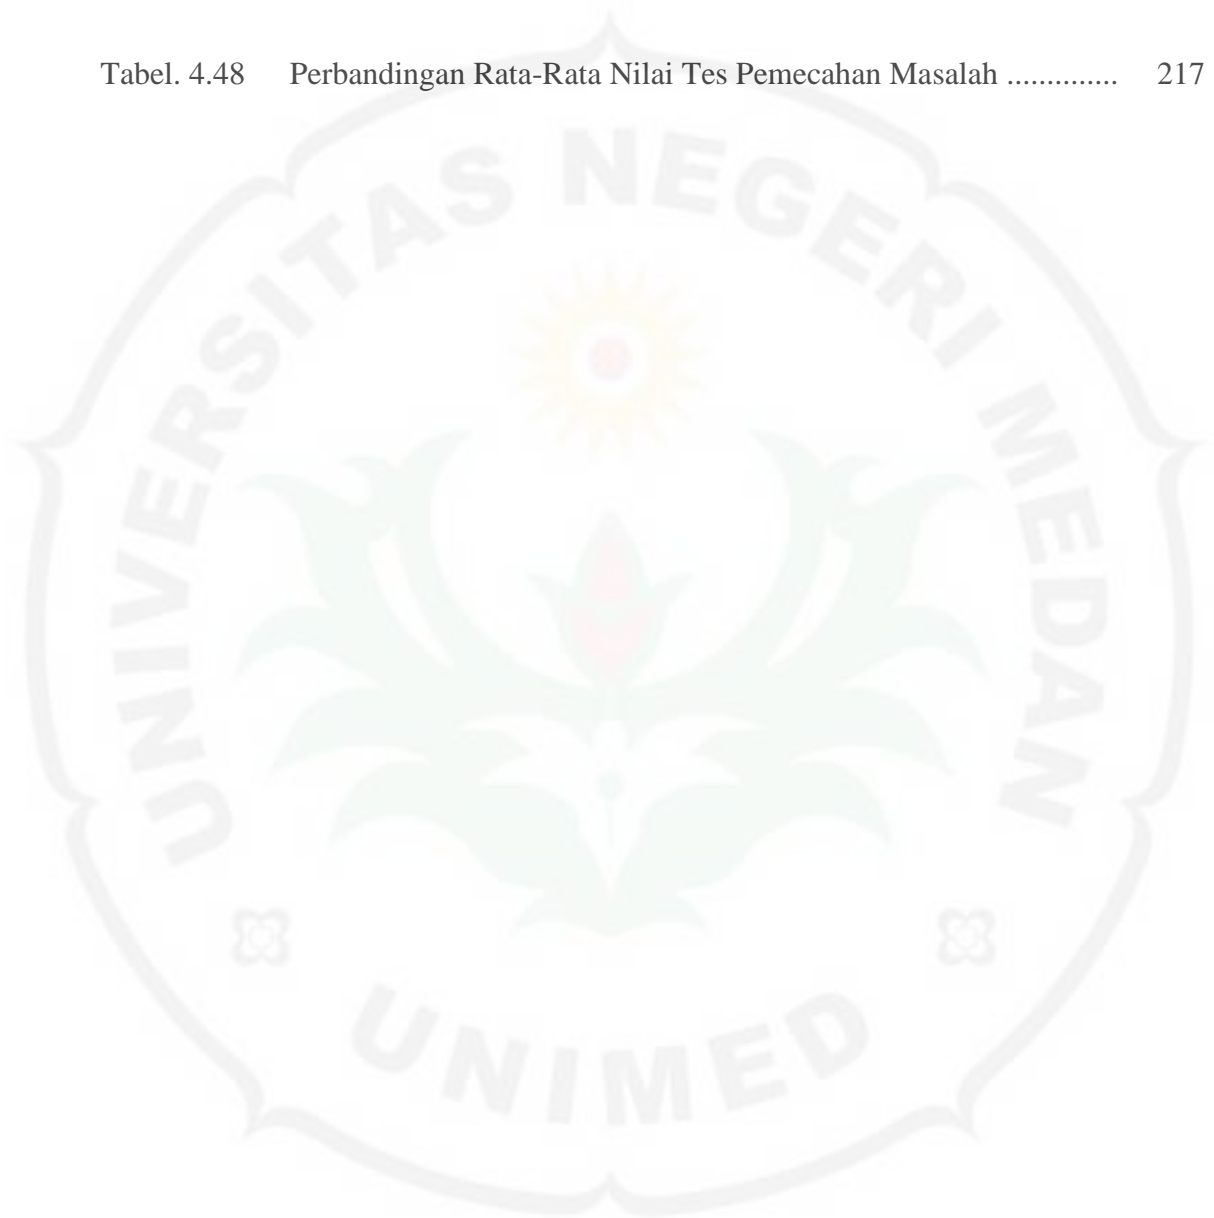 Tabel. 4.48 Perbandingan Rata-Rata Nilai Tes Pemecahan Masalah .............. 217
UNIVERSITAS NEGERI MEDAN
UNIMED